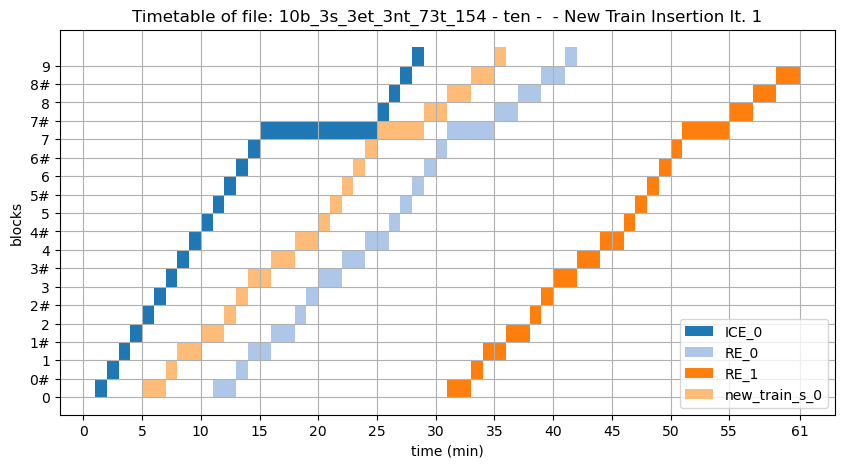 Timetable of file: 10b_3s_3et_3nt_73t_154 - ten -  - New Train Insertion It. 1
blocks
9
8#
8
7#
7
6#
6
5#
5
4#
4
3#
3
2#
2
1#
1
0#
0
ICE_0
RE_0
RE_1
new_train_s_0
0 5 10 15 20 25 30 35 40 45 50 55 61
time (min)